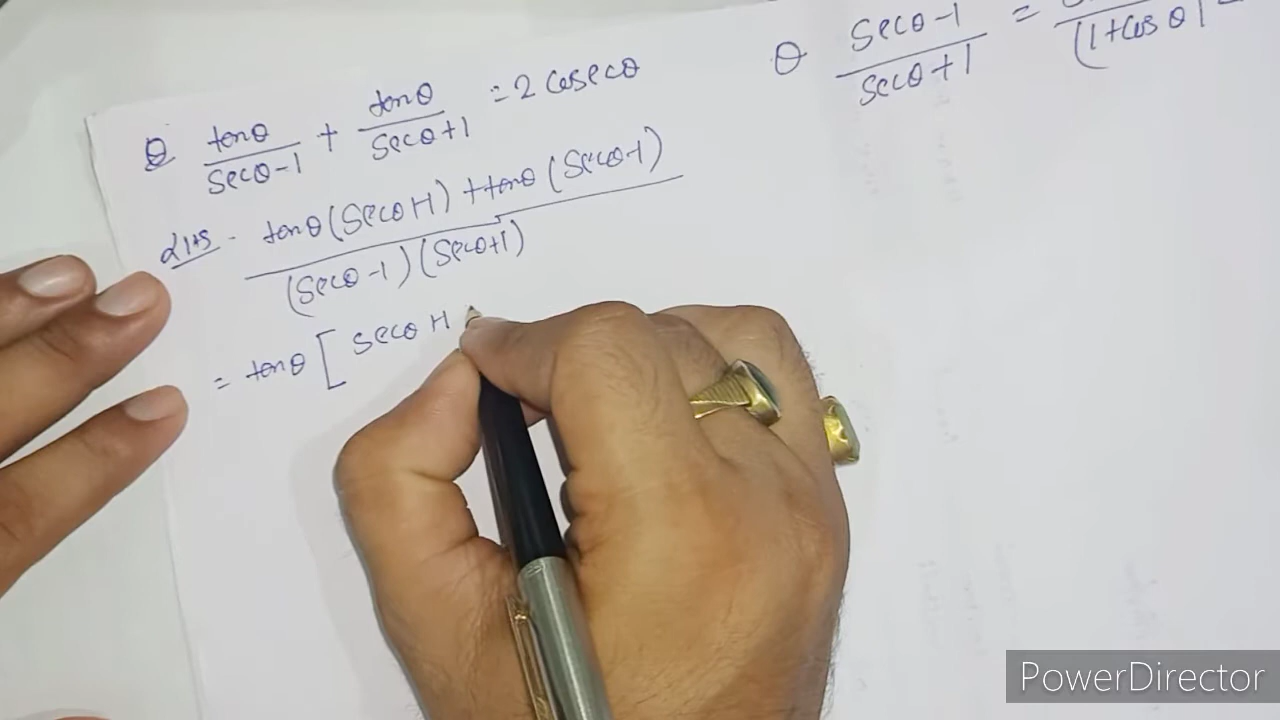 Q tanθ/(secθ-1) + tanθ/(secθ+1) = 2 cosecθ
LHS - tanθ(secθ+1) + tanθ(secθ-1)/(secθ-1)(secθ+1)
= tanθ[secθ+1
Q secθ-1/secθ+1 = /(1+cosθ)
PowerDirector